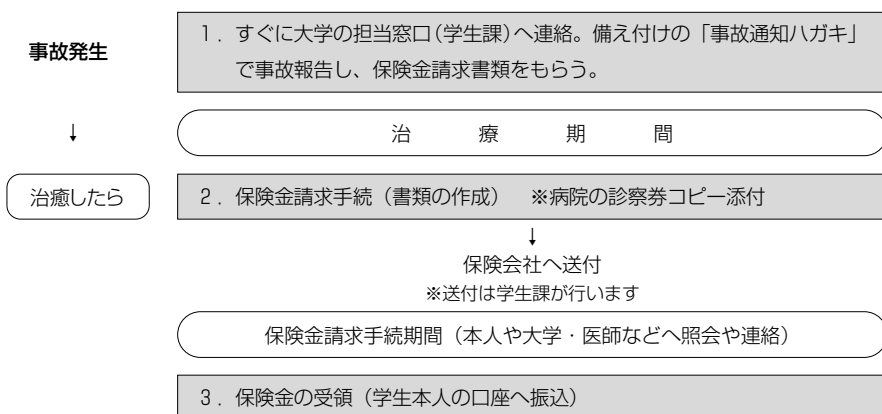 事故発生
1．すぐに大学の担当窓口（学生課）へ連絡。備え付けの「事故通知ハガキ」
で事故報告し、保険金請求書類をもらう。
↓
治　療　期　間
治癒したら
2．保険金請求手続（書類の作成）　※病院の診察券コピー添付
↓
保険会社へ送付
※送付は学生課が行います
保険金請求手続期間（本人や大学・医師などへ照会や連絡）
3．保険金の受領（学生本人の口座へ振込）